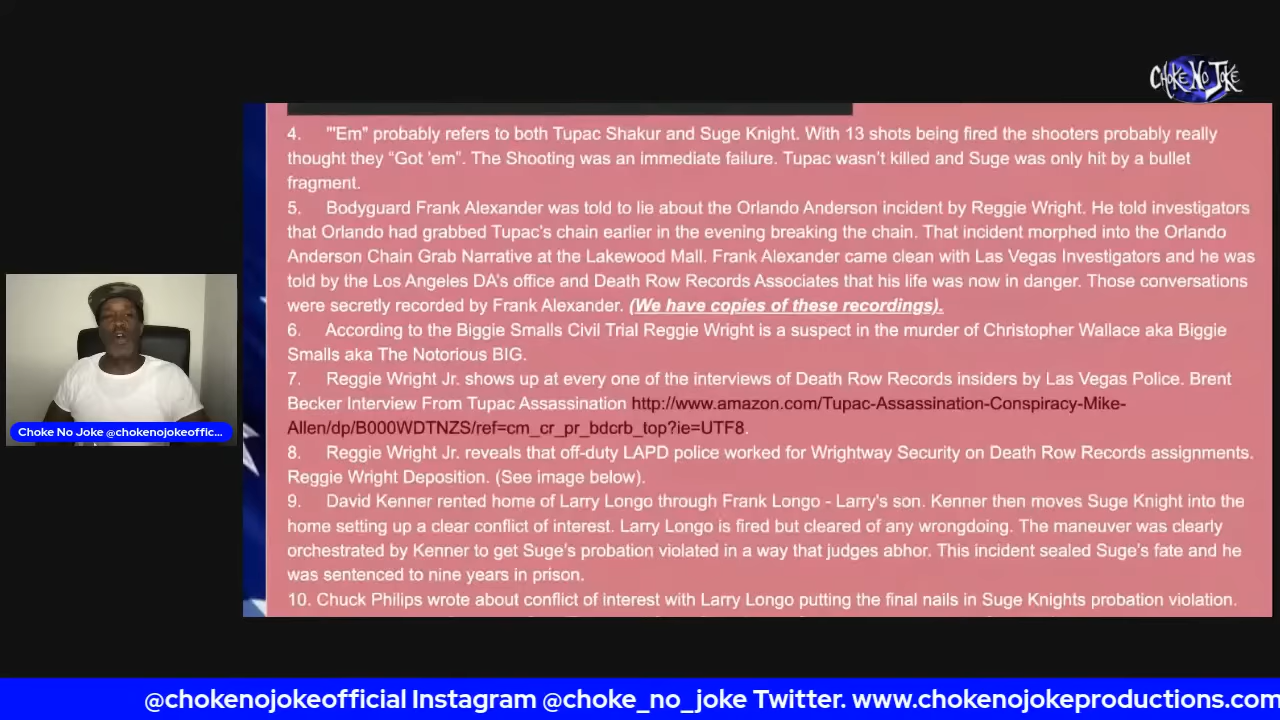 CHOKE NO JOKE
4. "'Em" probably refers to both Tupac Shakur and Suge Knight. With 13 shots being fired the shooters probably really
thought they “Got ’em”. The Shooting was an immediate failure. Tupac wasn’t killed and Suge was only hit by a bullet
fragment.
5. Bodyguard Frank Alexander was told to lie about the Orlando Anderson incident by Reggie Wright. He told investigators
that Orlando had grabbed Tupac’s chain earlier in the evening breaking the chain. That incident morphed into the Orlando
Anderson Chain Grab Narrative at the Lakewood Mall. Frank Alexander came clean with Las Vegas Investigators and he was
told by the Los Angeles DA's office and Death Row Records Associates that his life was now in danger. Those conversations
were secretly recorded by Frank Alexander. (We have copies of these recordings).
6. According to the Biggie Smalls Civil Trial Reggie Wright is a suspect in the murder of Christopher Wallace aka Biggie
Smalls aka The Notorious BIG.
7. Reggie Wright Jr. shows up at every one of the interviews of Death Row Records insiders by Las Vegas Police. Brent
Becker Interview From Tupac Assassination http://www.amazon.com/Tupac-Assassination-Conspiracy-Mike-
Allen/dp/B000WDTNZS/ref=cm_cr_pr_bdcrb_top?ie=UTF8.
8. Reggie Wright Jr. reveals that off-duty LAPD police worked for Wrightway Security on Death Row Records assignments.
Reggie Wright Deposition. (See image below).
9. David Kenner rented home of Larry Longo through Frank Longo - Larry's son. Kenner then moves Suge Knight into the
home setting up a clear conflict of interest. Larry Longo is fired but cleared of any wrongdoing. The maneuver was clearly
orchestrated by Kenner to get Suge’s probation violated in a way that judges abhor. This incident sealed Suge’s fate and he
was sentenced to nine years in prison.
10. Chuck Philips wrote about conflict of interest with Larry Longo putting the final nails in Suge Knights probation violation.
Choke No Joke @chokenojokeoffic...
@chokenojokeofficial Instagram @choke_no_joke Twitter. www.chokenojokeproductions.com